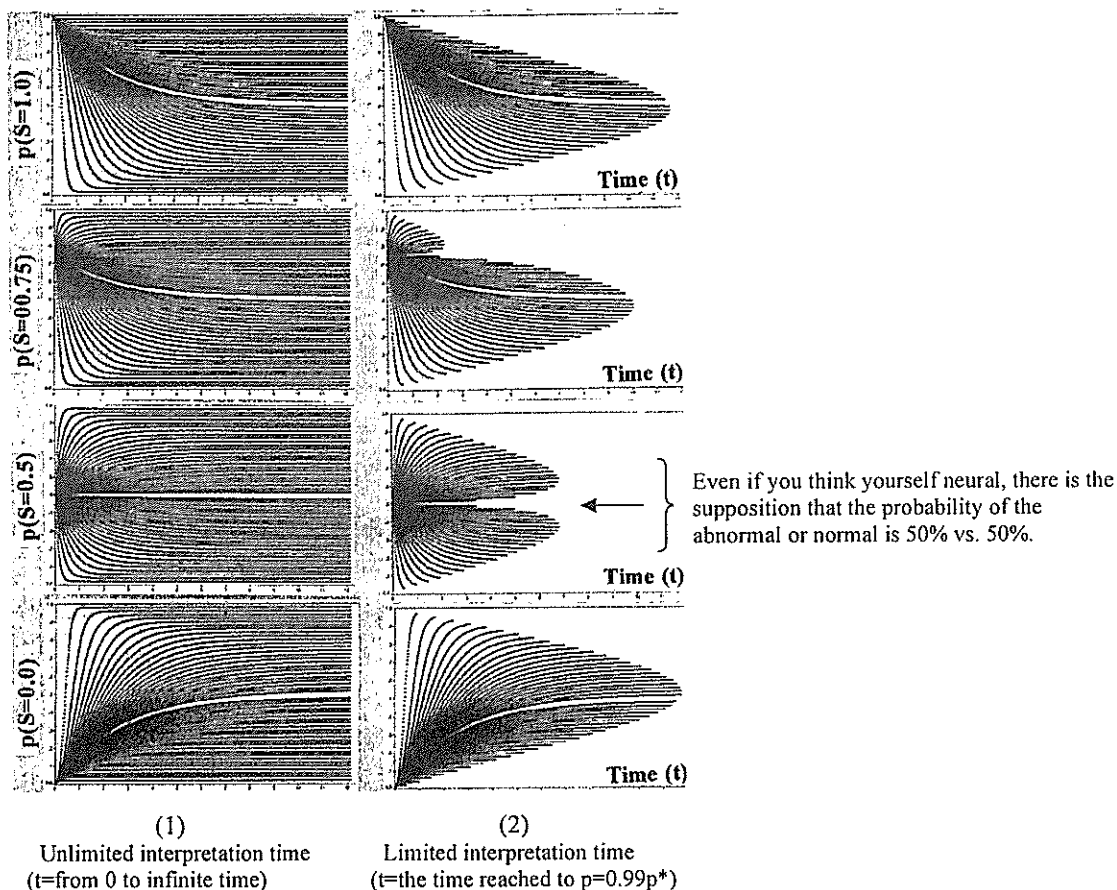 p(S=1.0)
Time (t)
p(S=00.75)
Time (t)
p(S=0.5)
Time (t)
Even if you think yourself neural, there is the
supposition that the probability of the
abnormal or normal is 50% vs. 50%.
p(S=0.0)
Time (t)
(1)
Unlimited interpretation time
(t=from 0 to infinite time)
(2)
Limited interpretation time
(t=the time reached to p=0.99p*)